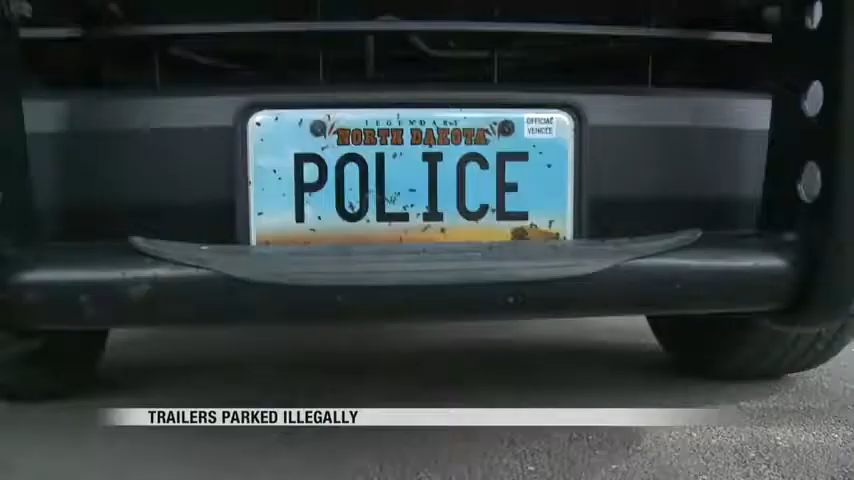 LEGENDARY
NORTH DAKOTA
OFFICIAL
VEHICLE
POLICE
TRAILERS PARKED ILLEGALLY